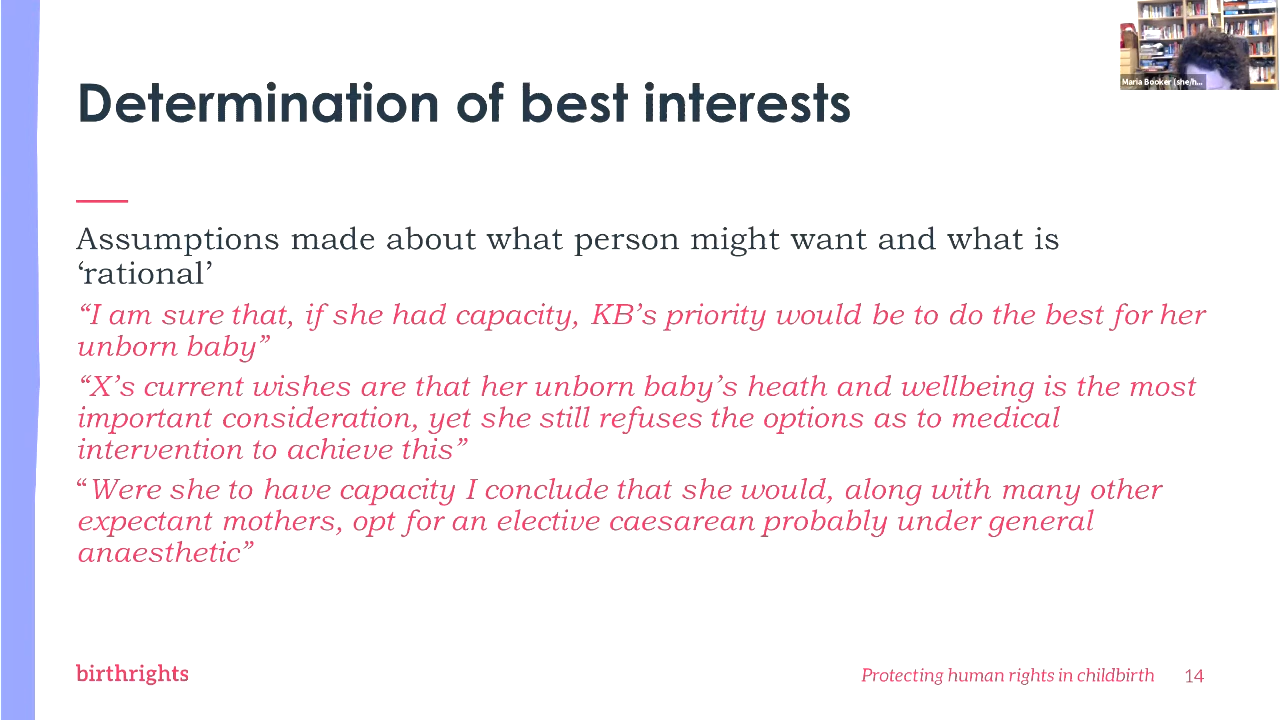 Maria Booker (she/h...
Determination of best interests
Assumptions made about what person might want and what is
‘rational’
“I am sure that, if she had capacity, KB’s priority would be to do the best for her
unborn baby”
“X’s current wishes are that her unborn baby’s heath and wellbeing is the most
important consideration, yet she still refuses the options as to medical
intervention to achieve this”
“Were she to have capacity I conclude that she would, along with many other
expectant mothers, opt for an elective caesarean probably under general
anaesthetic”
birthrights
Protecting human rights in childbirth 14